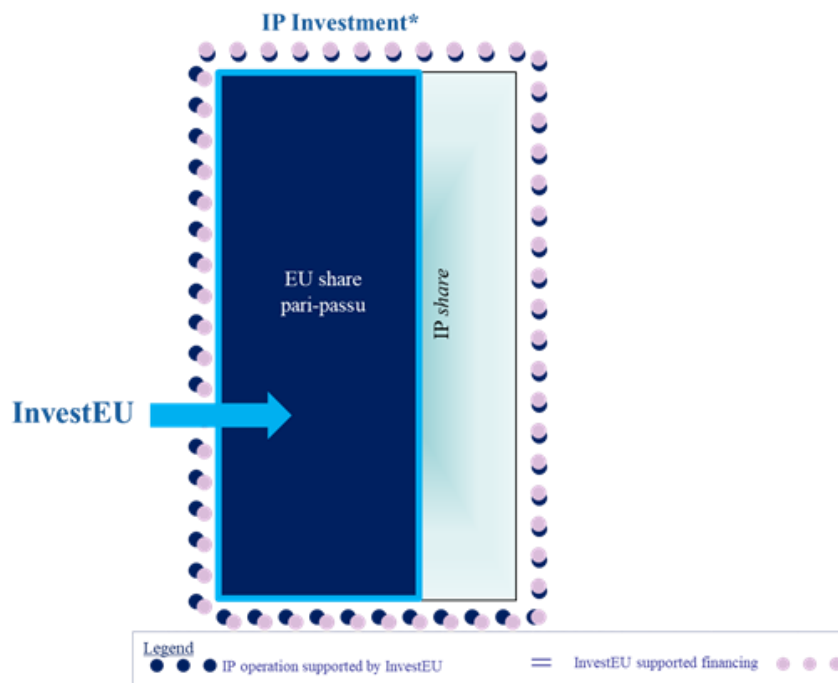 IP Investment*
EU share
pari-passu
IP share
InvestEU
Legend
IP operation supported by InvestEU = InvestEU supported financing